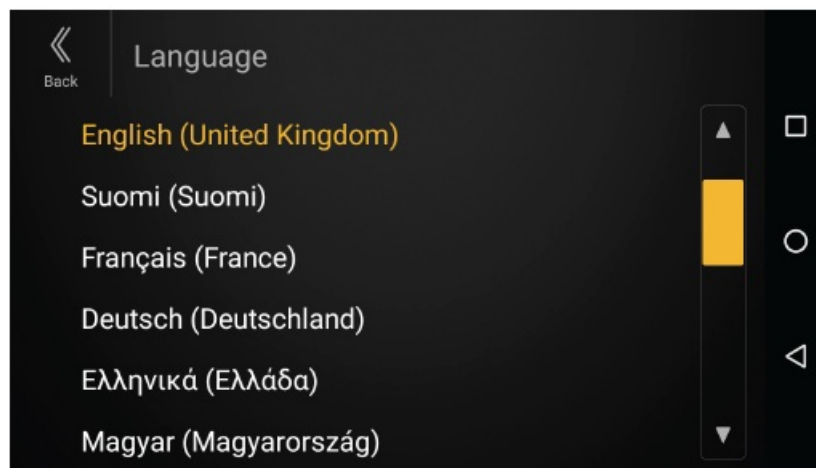 Back
Language
English (United Kingdom)
Suomi (Suomi)
Français (France)
Deutsch (Deutschland)
Ελληνικά (Ελλάδα)
Magyar (Magyarország)